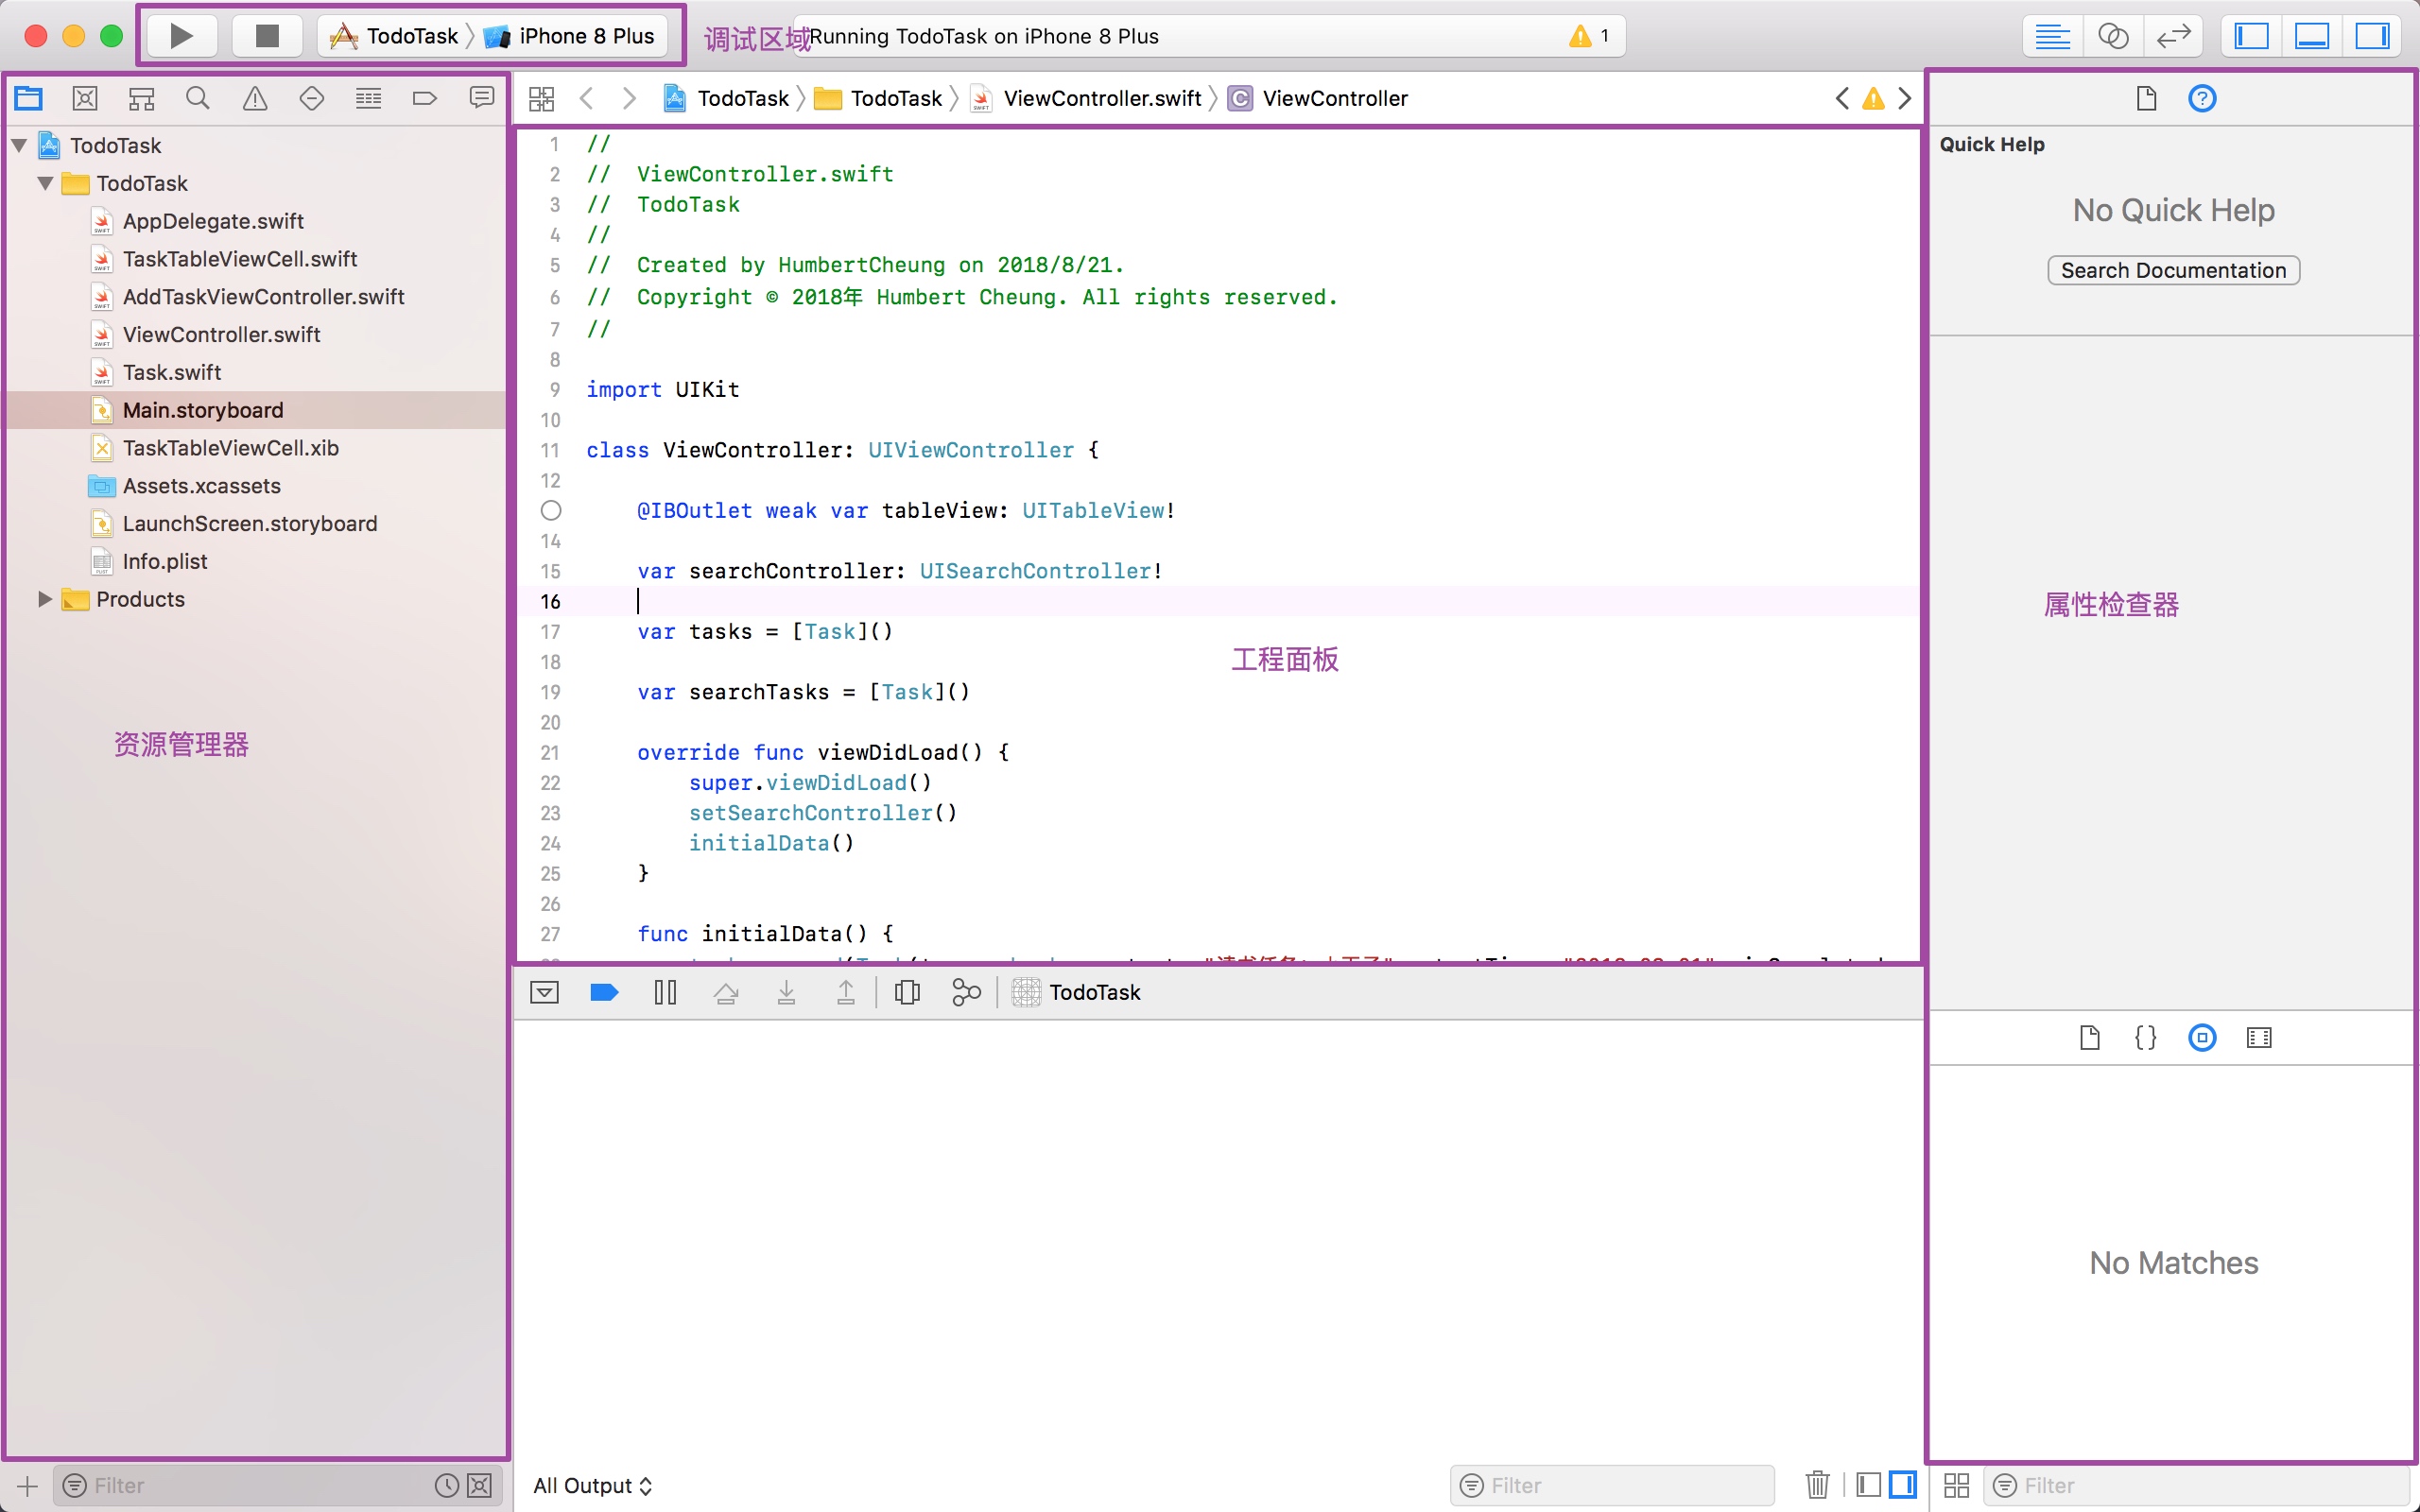 TodoTask
iPhone 8 Plus
调试区域
Running TodoTask on iPhone 8 Plus
1
TodoTask
TodoTask
ViewController.swift
C
ViewController
TodoTask
TodoTask
AppDelegate.swift
TaskTableViewCell.swift
AddTaskViewController.swift
ViewController.swift
Task.swift
Main.storyboard
TaskTableViewCell.xib
Assets.xcassets
LaunchScreen.storyboard
Info.plist
Products
资源管理器
Filter
1 //
2 //  ViewController.swift
3 //  TodoTask
4 //
5 //  Created by HumbertCheung on 2018/8/21.
6 //  Copyright © 2018年 Humbert Cheung. All rights reserved.
7 //
8
9 import UIKit
10
11 class ViewController: UIViewController {
12
@IBOutlet weak var tableView: UITableView!
14
15 var searchController: UISearchController!
16
17 var tasks = [Task]()
18
19 var searchTasks = [Task]()
20
21 override func viewDidLoad() {
22 super.viewDidLoad()
23 setSearchController()
24 initialData()
25 }
26
27 func initialData() {
工程面板
TodoTask
All Output
Filter
Quick Help
No Quick Help
Search Documentation
属性检查器
{}
No Matches
Filter